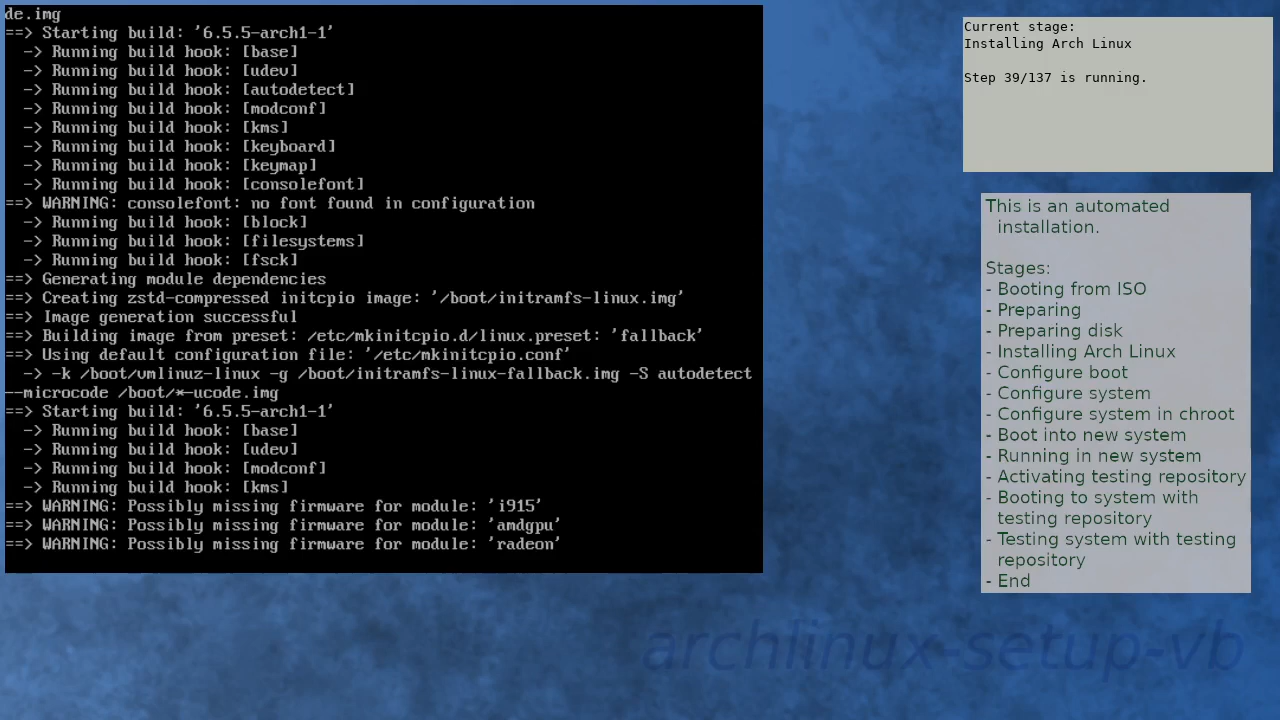 de.img
==> Starting build: '6.5.5-arch1-1'
  -> Running build hook: [base]
  -> Running build hook: [udev]
  -> Running build hook: [autodetect]
  -> Running build hook: [modconf]
  -> Running build hook: [kms]
  -> Running build hook: [keyboard]
  -> Running build hook: [keymap]
  -> Running build hook: [consolefont]
==> WARNING: consolefont: no font found in configuration
  -> Running build hook: [block]
  -> Running build hook: [filesystems]
  -> Running build hook: [fsck]
==> Generating module dependencies
==> Creating zstd-compressed initcpio image: '/boot/initramfs-linux.img'
==> Image generation successful
==> Building image from preset: /etc/mkinitcpio.d/linux.preset: 'fallback'
==> Using default configuration file: '/etc/mkinitcpio.conf'
  -> -k /boot/vmlinuz-linux -g /boot/initramfs-linux-fallback.img -S autodetect
--microcode /boot/*-ucode.img
==> Starting build: '6.5.5-arch1-1'
  -> Running build hook: [base]
  -> Running build hook: [udev]
  -> Running build hook: [modconf]
  -> Running build hook: [kms]
==> WARNING: Possibly missing firmware for module: 'i915'
==> WARNING: Possibly missing firmware for module: 'amdgpu'
==> WARNING: Possibly missing firmware for module: 'radeon'
Current stage:
Installing Arch Linux
Step 39/137 is running.
This is an automated
installation.
Stages:
- Booting from ISO
- Preparing
- Preparing disk
- Installing Arch Linux
- Configure boot
- Configure system
- Configure system in chroot
- Boot into new system
- Running in new system
- Activating testing repository
- Booting to system with
testing repository
- Testing system with testing
repository
- End
archlinux-setup-vb